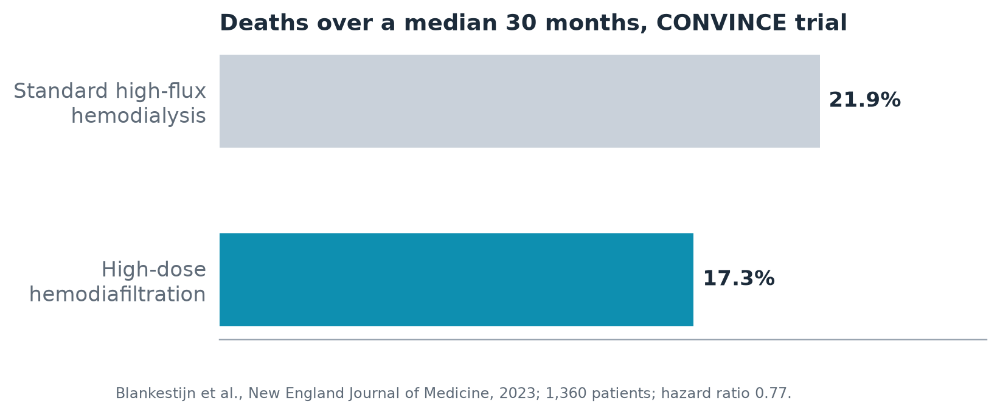 Deaths over a median 30 months, CONVINCE trial
Standard high-flux
hemodialysis
21.9%
High-dose
hemodiafiltration
17.3%
Blankestijn et al., New England Journal of Medicine, 2023; 1,360 patients; hazard ratio 0.77.